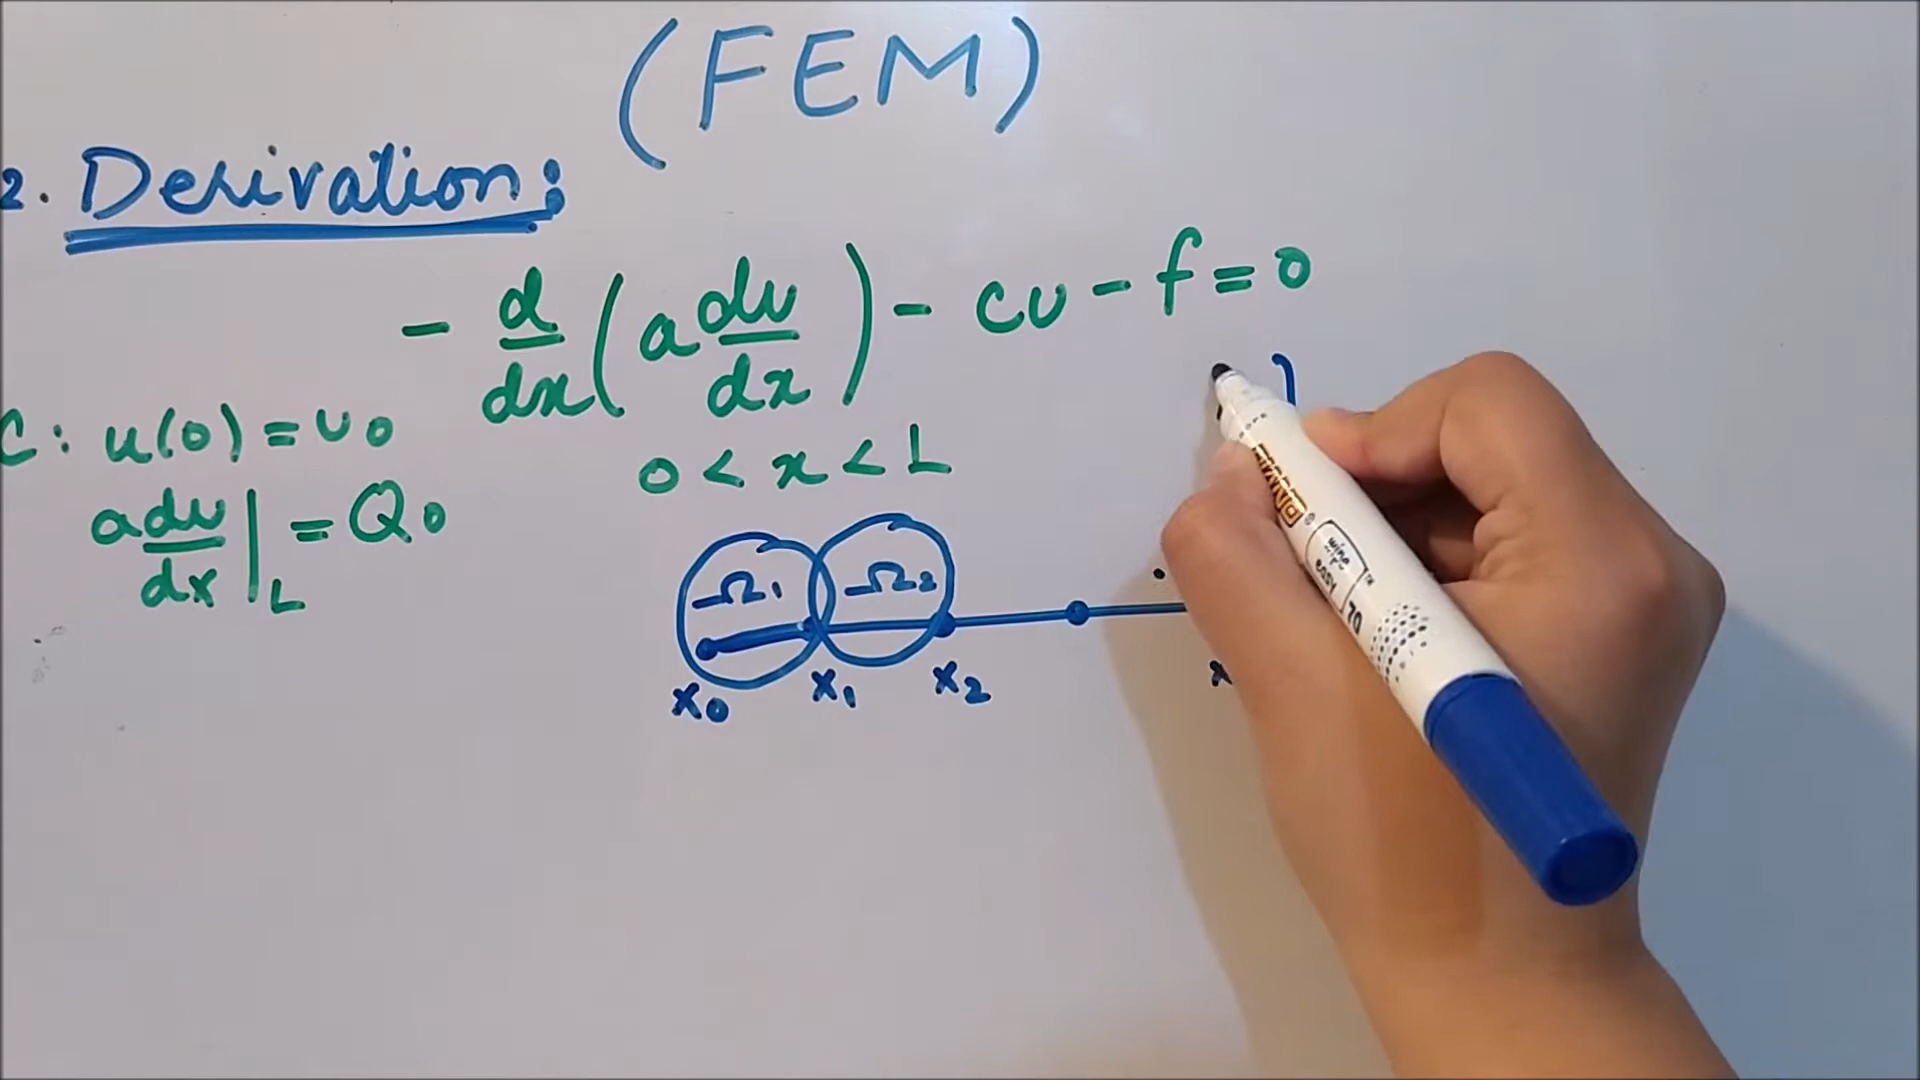 (FEM)
2. Derivation:
- d/dx (a du/dx) - cu - f = 0
C: u(0) = u0
0 < x < L
a du/dx |L = Q0
Ω1 Ω2
x0 x1 x2 x